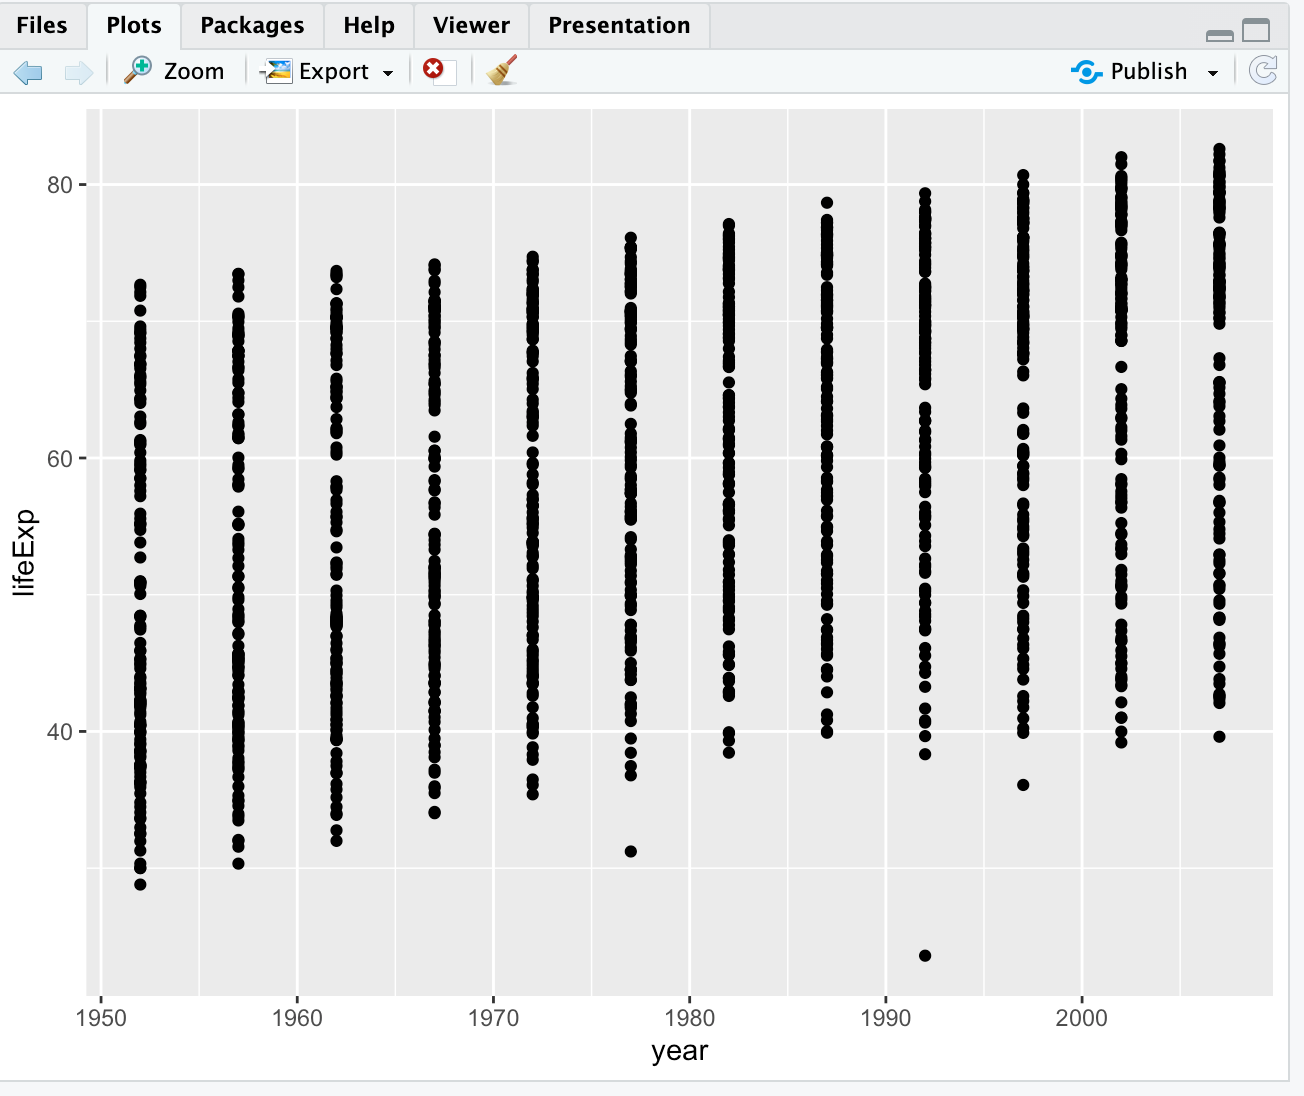 Files Plots Packages Help Viewer Presentation
Zoom Export Publish
80
60
40
lifeExp
1950 1960 1970 1980 1990 2000
year